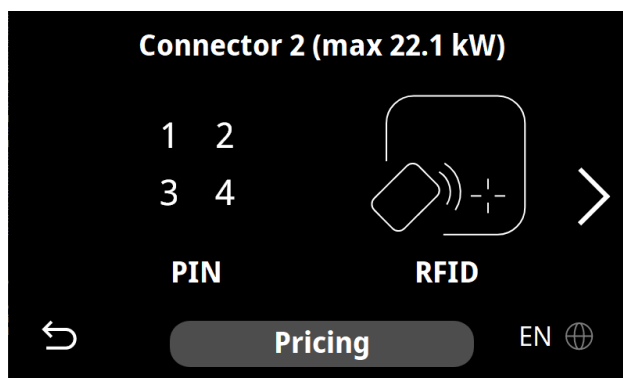 Connector 2 (max 22.1 kW)
1 2
3 4
PIN
RFID
Pricing
EN